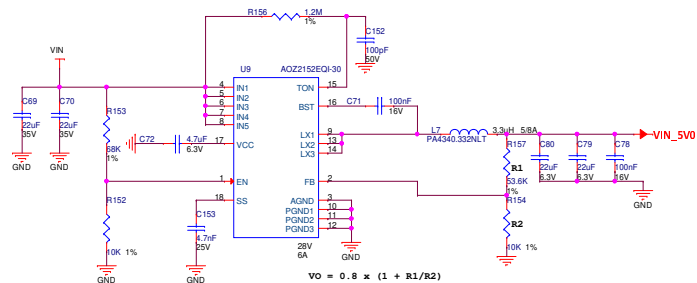 R156 1.2M
1%
C152
100pF
50V
VIN
U9 AOZ2152EQI-30
C69
22uF
35V
C70
22uF
35V
R153
68K
1%
C72 4.7uF
6.3V
4 IN1
5 IN2
6 IN3
7 IN4
8 IN5
17 VCC
1 EN
18 SS
TON 15
BST 16
LX1 9
LX2 13
LX3 14
FB 2
AGND 3
PGND1 10
PGND2 11
PGND3 12
C71 100nF
16V
L7 3.3uH 5/8A
PA4340.332NLT
R157
R1
53.6K
1%
R154
R2
10K 1%
C80
22uF
6.3V
C79
22uF
6.3V
C78
100nF
16V
VIN_5V0
GND
GND
GND
R152
10K 1%
GND
C153
4.7nF
25V
GND
28V
6A
GND
GND
GND
GND
VO = 0.8 x (1 + R1/R2)